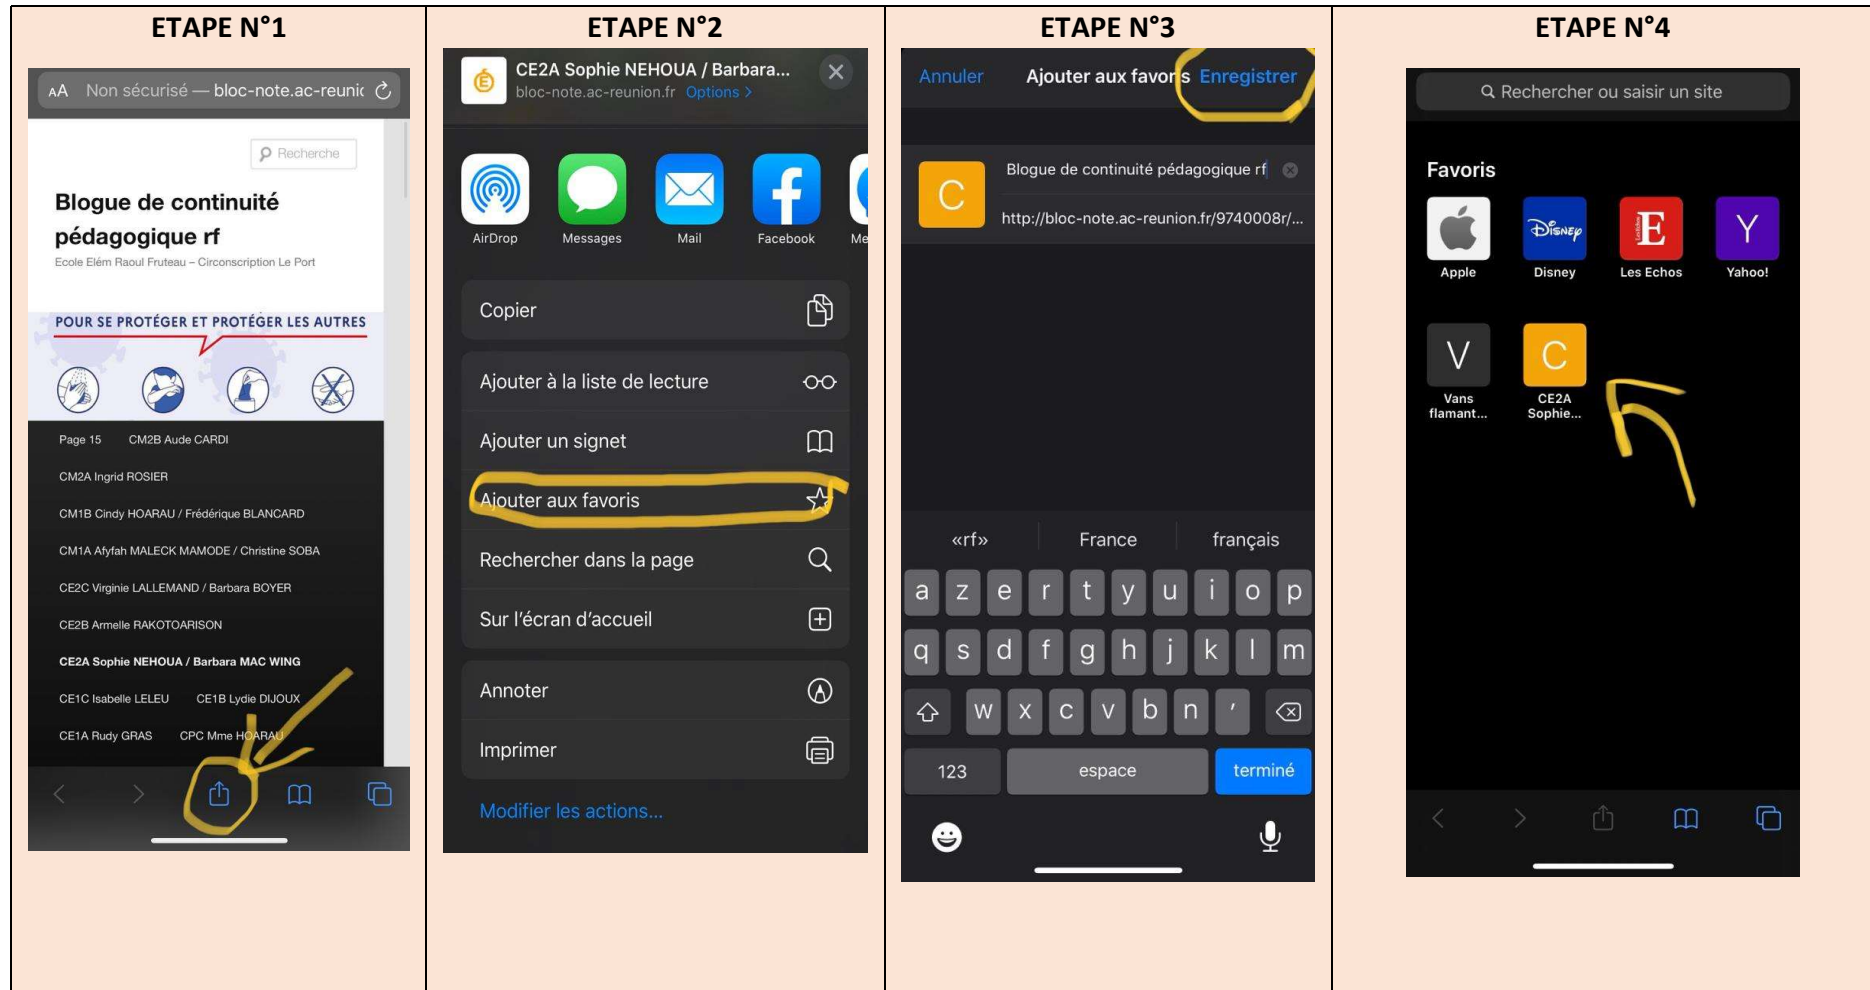 ETAPE N°1
AA Non sécurisé — bloc-note.ac-reunic
Recherche
Blogue de continuité
pédagogique rf
Ecole Elém Raoul Fruteau – Circonscription Le Port
POUR SE PROTÉGER ET PROTÉGER LES AUTRES
Page 15 CM2B Aude CARDI
CM2A Ingrid ROSIER
CM1B Cindy HOARAU / Frédérique BLANCARD
CM1A Afyfah MALECK MAMODE / Christine SOBA
CE2C Virginie LALLEMAND / Barbara BOYER
CE2B Armelle RAKOTOARISON
CE2A Sophie NEHOUA / Barbara MAC WING
CE1C Isabelle LELEU CE1B Lydie DIJOUX
CE1A Rudy GRAS CPC Mme HOARAU
ETAPE N°2
CE2A Sophie NEHOUA / Barbara...
bloc-note.ac-reunion.fr Options >
AirDrop Messages Mail Facebook Me
Copier
Ajouter à la liste de lecture
Ajouter un signet
Ajouter aux favoris
Rechercher dans la page
Sur l'écran d'accueil
Annoter
Imprimer
Modifier les actions...
ETAPE N°3
Annuler Ajouter aux favoris Enregistrer
C
Blogue de continuité pédagogique rf
http://bloc-note.ac-reunion.fr/9740008r/...
«rf» France français
a z e r t y u i o p
q s d f g h j k l m
w x c v b n '
123 espace terminé
ETAPE N°4
Rechercher ou saisir un site
Favoris
Disney E Y
Apple Disney Les Echos Yahoo!
V C
Vans CE2A
flamant... Sophie...